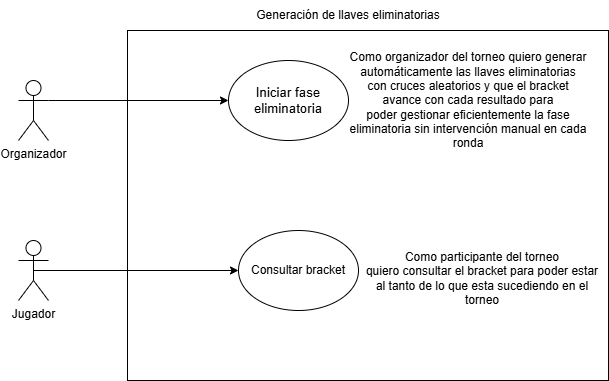 Generación de llaves eliminatorias
Iniciar fase
eliminatoria
Como organizador del torneo quiero generar
automáticamente las llaves eliminatorias
con cruces aleatorios y que el bracket
avance con cada resultado para
poder gestionar eficientemente la fase
eliminatoria sin intervención manual en cada
ronda
Organizador
Consultar bracket
Como participante del torneo
quiero consultar el bracket para poder estar
al tanto de lo que esta sucediendo en el
torneo
Jugador